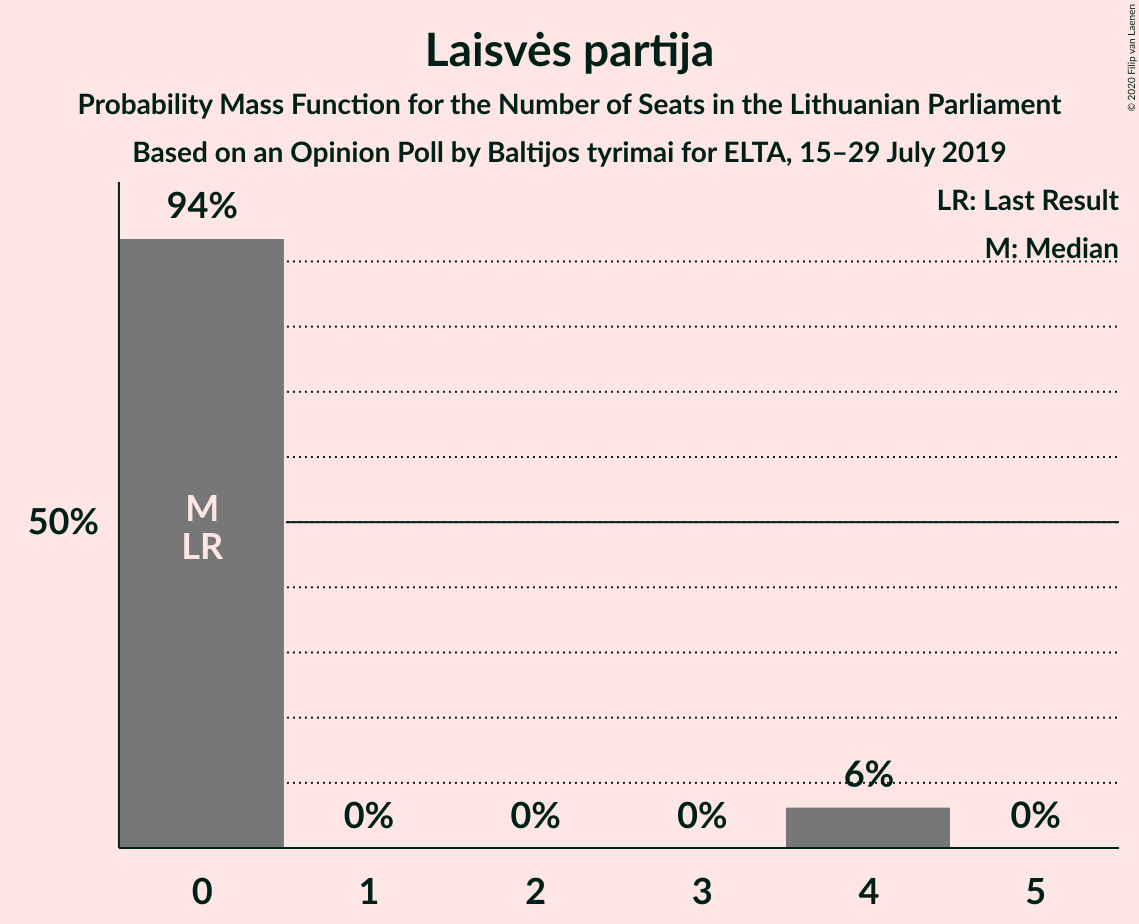 Laisvės partija
Probability Mass Function for the Number of Seats in the Lithuanian Parliament
Based on an Opinion Poll by Baltijos tyrimai for ELTA, 15–29 July 2019
© 2020 Filip van Laenen
LR: Last Result
M: Median
94%
M
LR
50%
0%
0%
0%
6%
0%
0
1
2
3
4
5